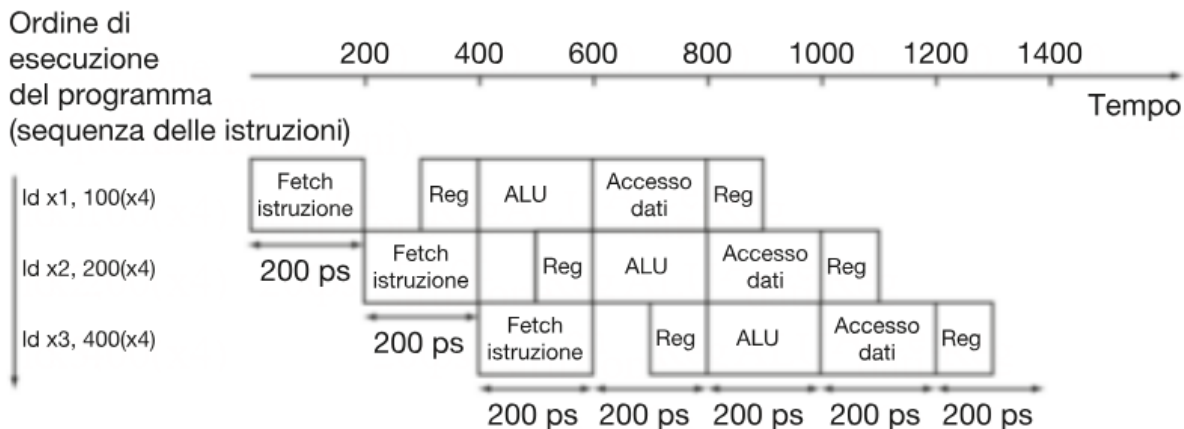 Ordine di
esecuzione
del programma
(sequenza delle istruzioni)
200 400 600 800 1000 1200 1400
Tempo
ld x1, 100(x4)
Fetch
istruzione
Reg
ALU
Accesso
dati
Reg
200 ps
ld x2, 200(x4)
Fetch
istruzione
Reg
ALU
Accesso
dati
Reg
200 ps
ld x3, 400(x4)
Fetch
istruzione
Reg
ALU
Accesso
dati
Reg
200 ps 200 ps 200 ps 200 ps 200 ps